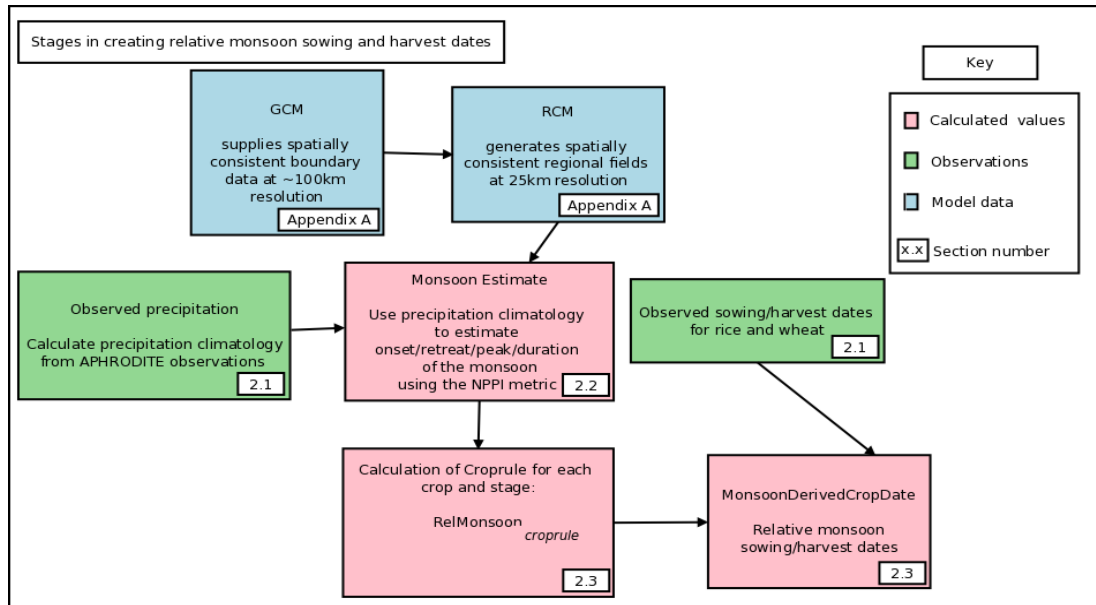 Stages in creating relative monsoon sowing and harvest dates
Key
Calculated values
Observations
Model data
x.x Section number
GCM
supplies spatially
consistent boundary
data at ~100km
resolution
Appendix A
RCM
generates spatially
consistent regional fields
at 25km resolution
Appendix A
Observed precipitation
Calculate precipitation climatology
from APHRODITE observations
2.1
Monsoon Estimate
Use precipitation climatology
to estimate
onset/retreat/peak/duration
of the monsoon
using the NPPI metric
2.2
Observed sowing/harvest dates
for rice and wheat
2.1
Calculation of Croprule for each
crop and stage:
RelMonsoon croprule
2.3
MonsoonDerivedCropDate
Relative monsoon
sowing/harvest dates
2.3